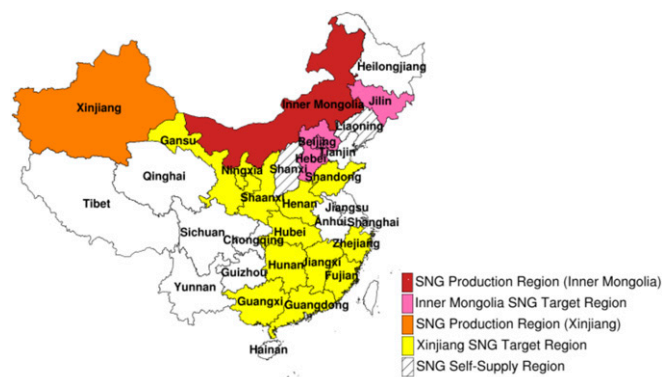 Heilongjiang
Xinjiang
Inner Mongolia
Jilin
Liaoning
Gansu
Beijing
Tianjin
Hebei
Ningxia
Shanxi
Qinghai
Shandong
Shaanxi
Henan
Tibet
Jiangsu
Anhui
Shanghai
Sichuan
Chongqing
Hubei
Zhejiang
Hunan
Jiangxi
Guizhou
Fujian
Yunnan
Guangxi
Guangdong
Hainan
SNG Production Region (Inner Mongolia)
Inner Mongolia SNG Target Region
SNG Production Region (Xinjiang)
Xinjiang SNG Target Region
SNG Self-Supply Region